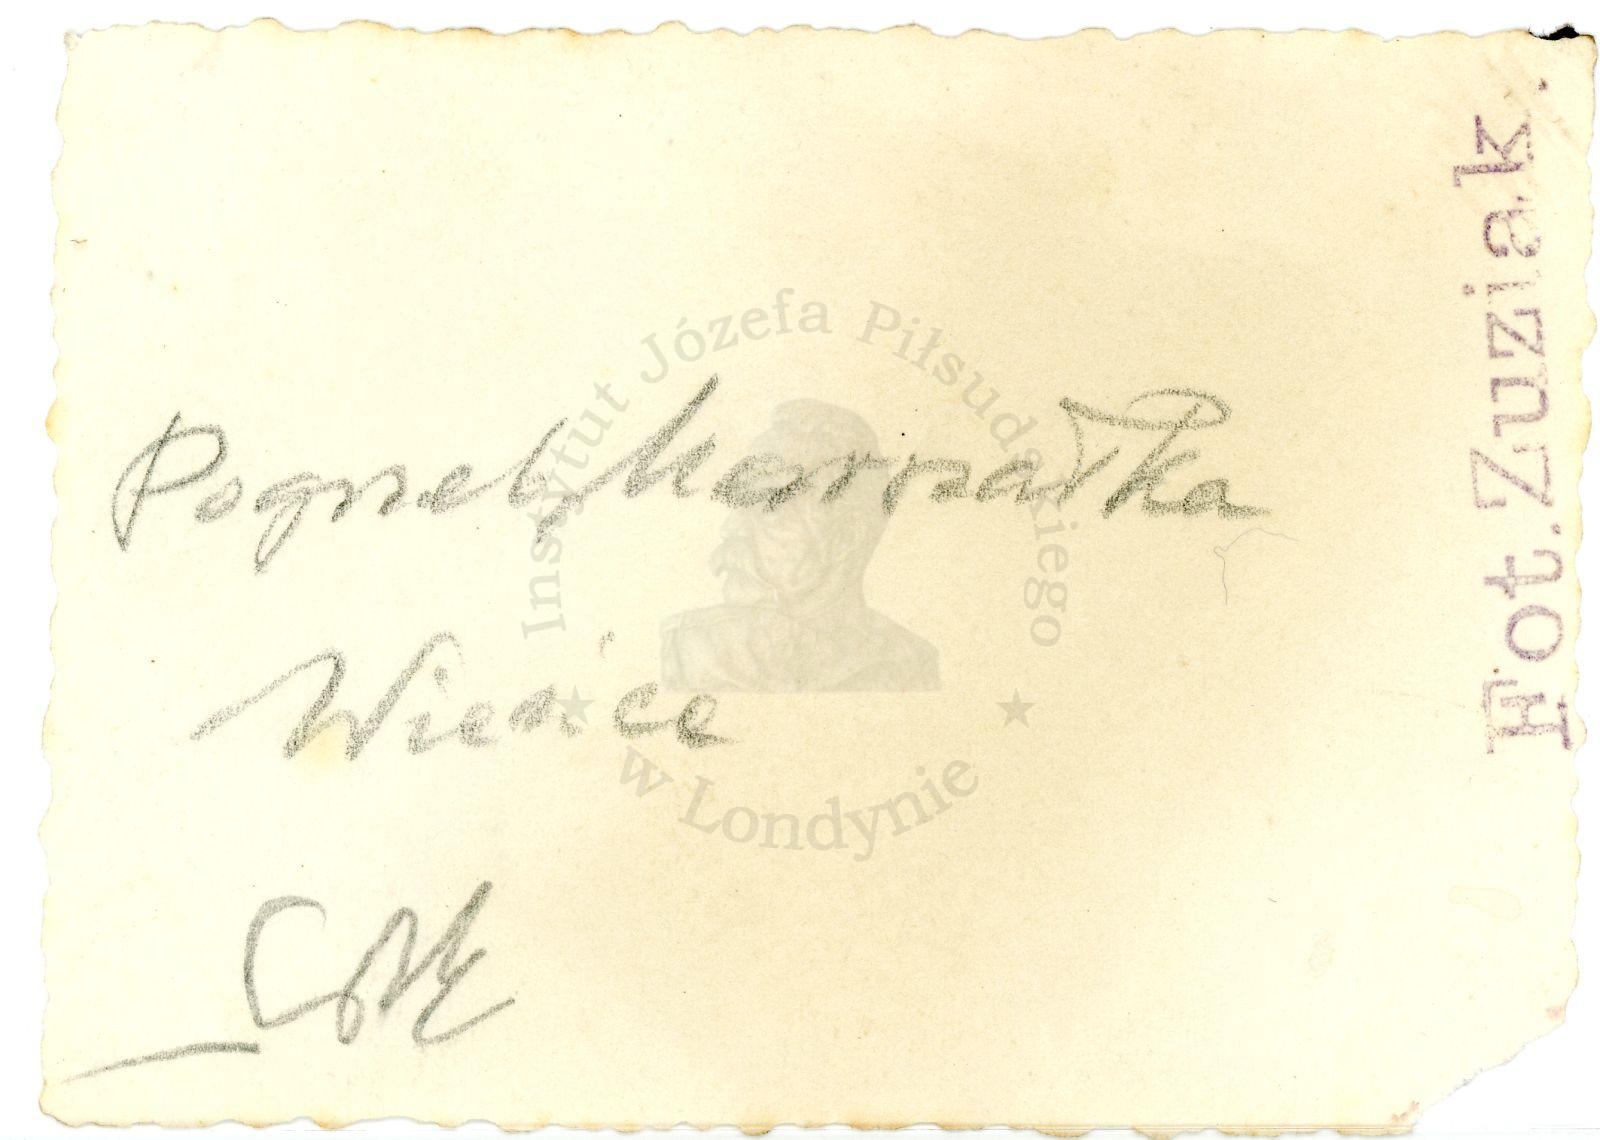 Pogrzeb Marszałka
Wieńce
Fot. Zuziak.
Instytut Józefa Piłsudskiego
w Londynie